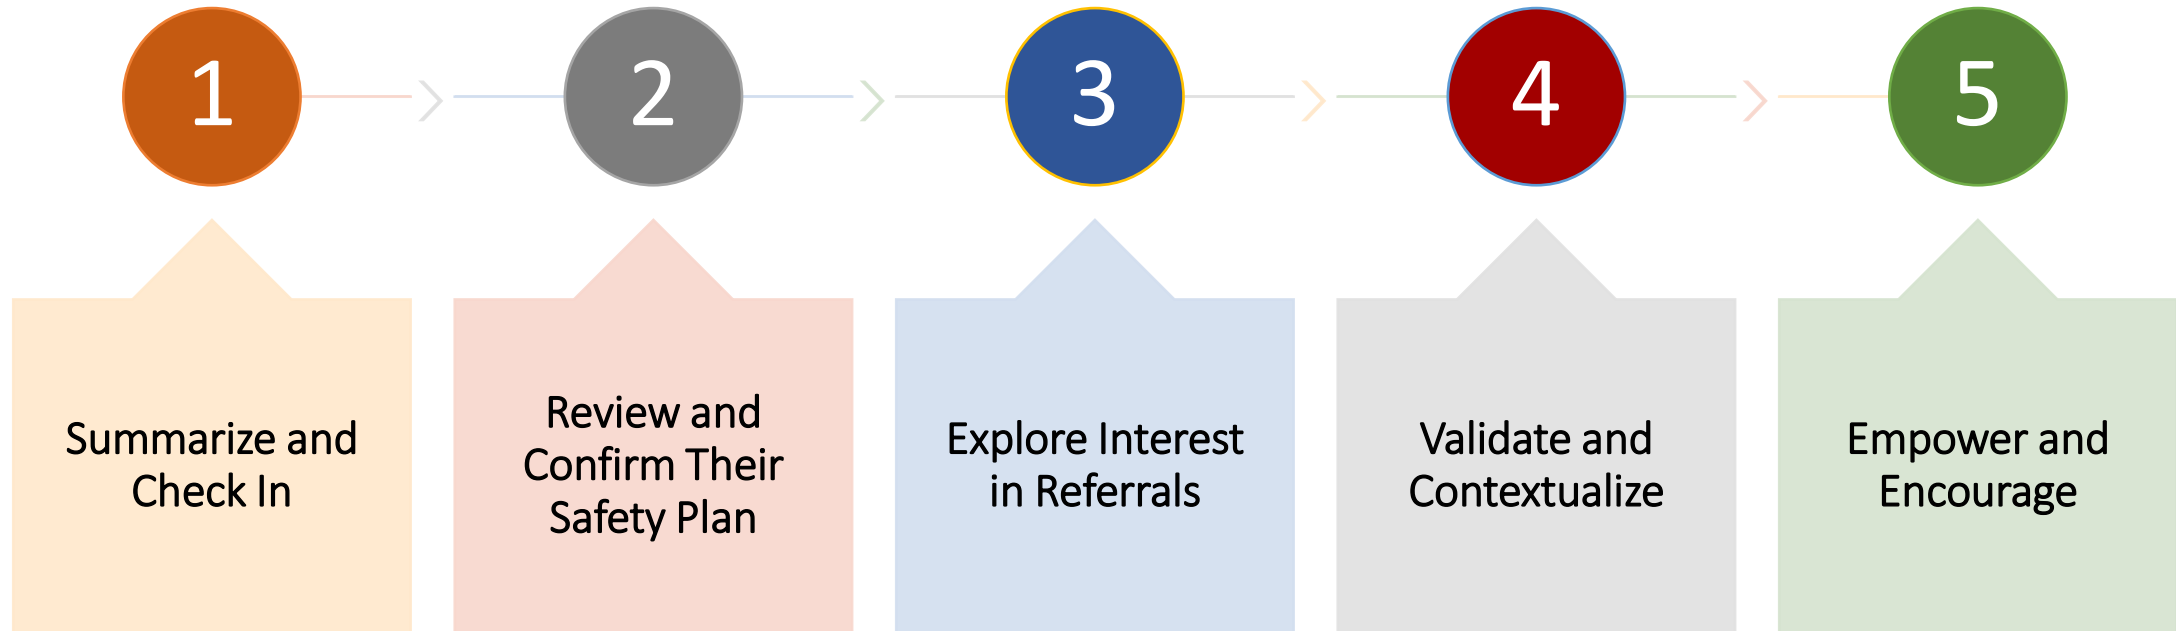 1
2
3
4
5
Summarize and
Check In
Review and
Confirm Their
Safety Plan
Explore Interest
in Referrals
Validate and
Contextualize
Empower and
Encourage